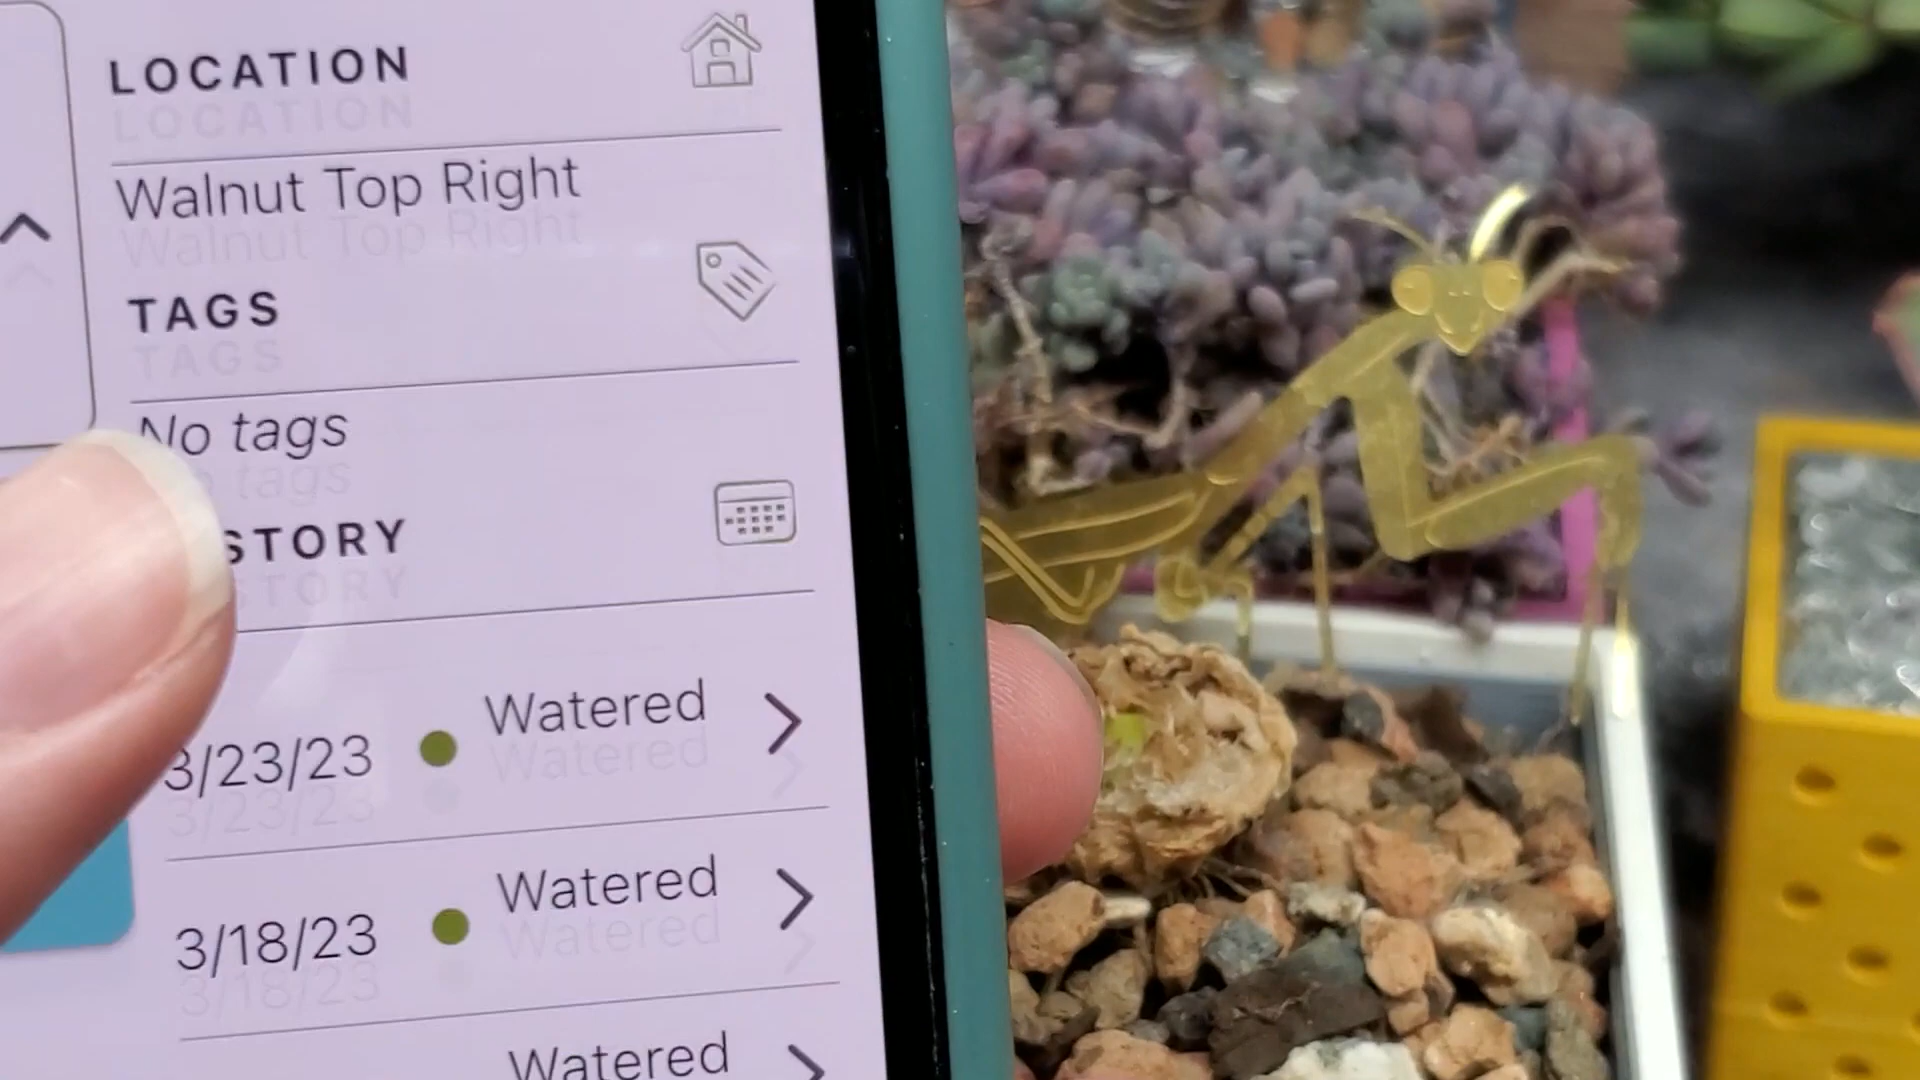 LOCATION
Walnut Top Right
TAGS
No tags
STORY
3/23/23 Watered
3/18/23 Watered
Watered